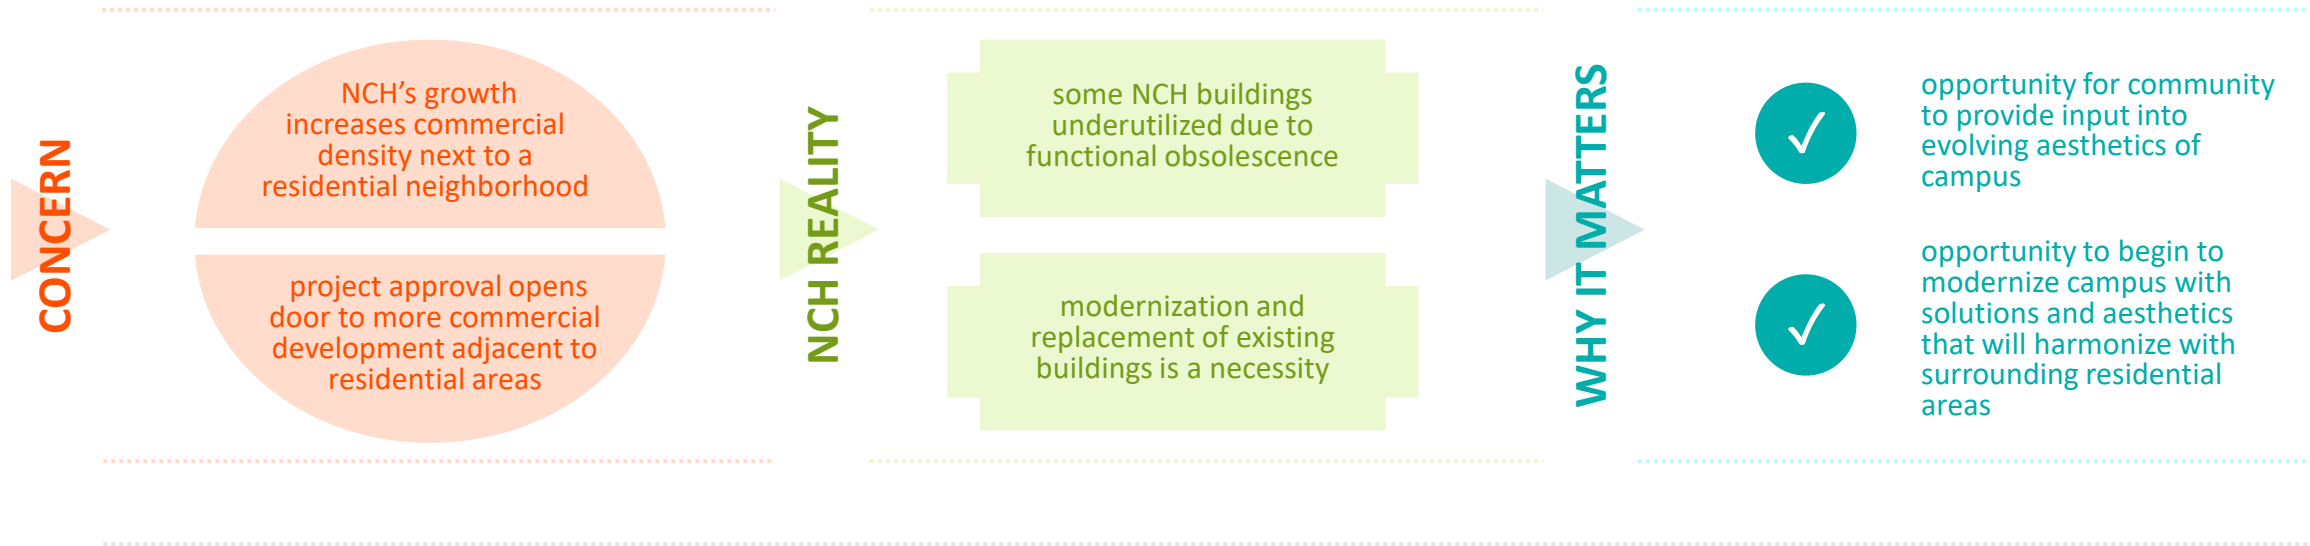 CONCERN
NCH’s growth
increases commercial
density next to a
residential neighborhood
project approval opens
door to more commercial
development adjacent to
residential areas
NCH REALITY
some NCH buildings
underutilized due to
functional obsolescence
modernization and
replacement of existing
buildings is a necessity
WHY IT MATTERS
opportunity for community
to provide input into
evolving aesthetics of
campus
opportunity to begin to
modernize campus with
solutions and aesthetics
that will harmonize with
surrounding residential
areas